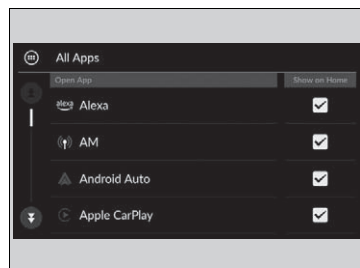 All Apps
Open App Show on Home
alexa Alexa
AM
Android Auto
Apple CarPlay